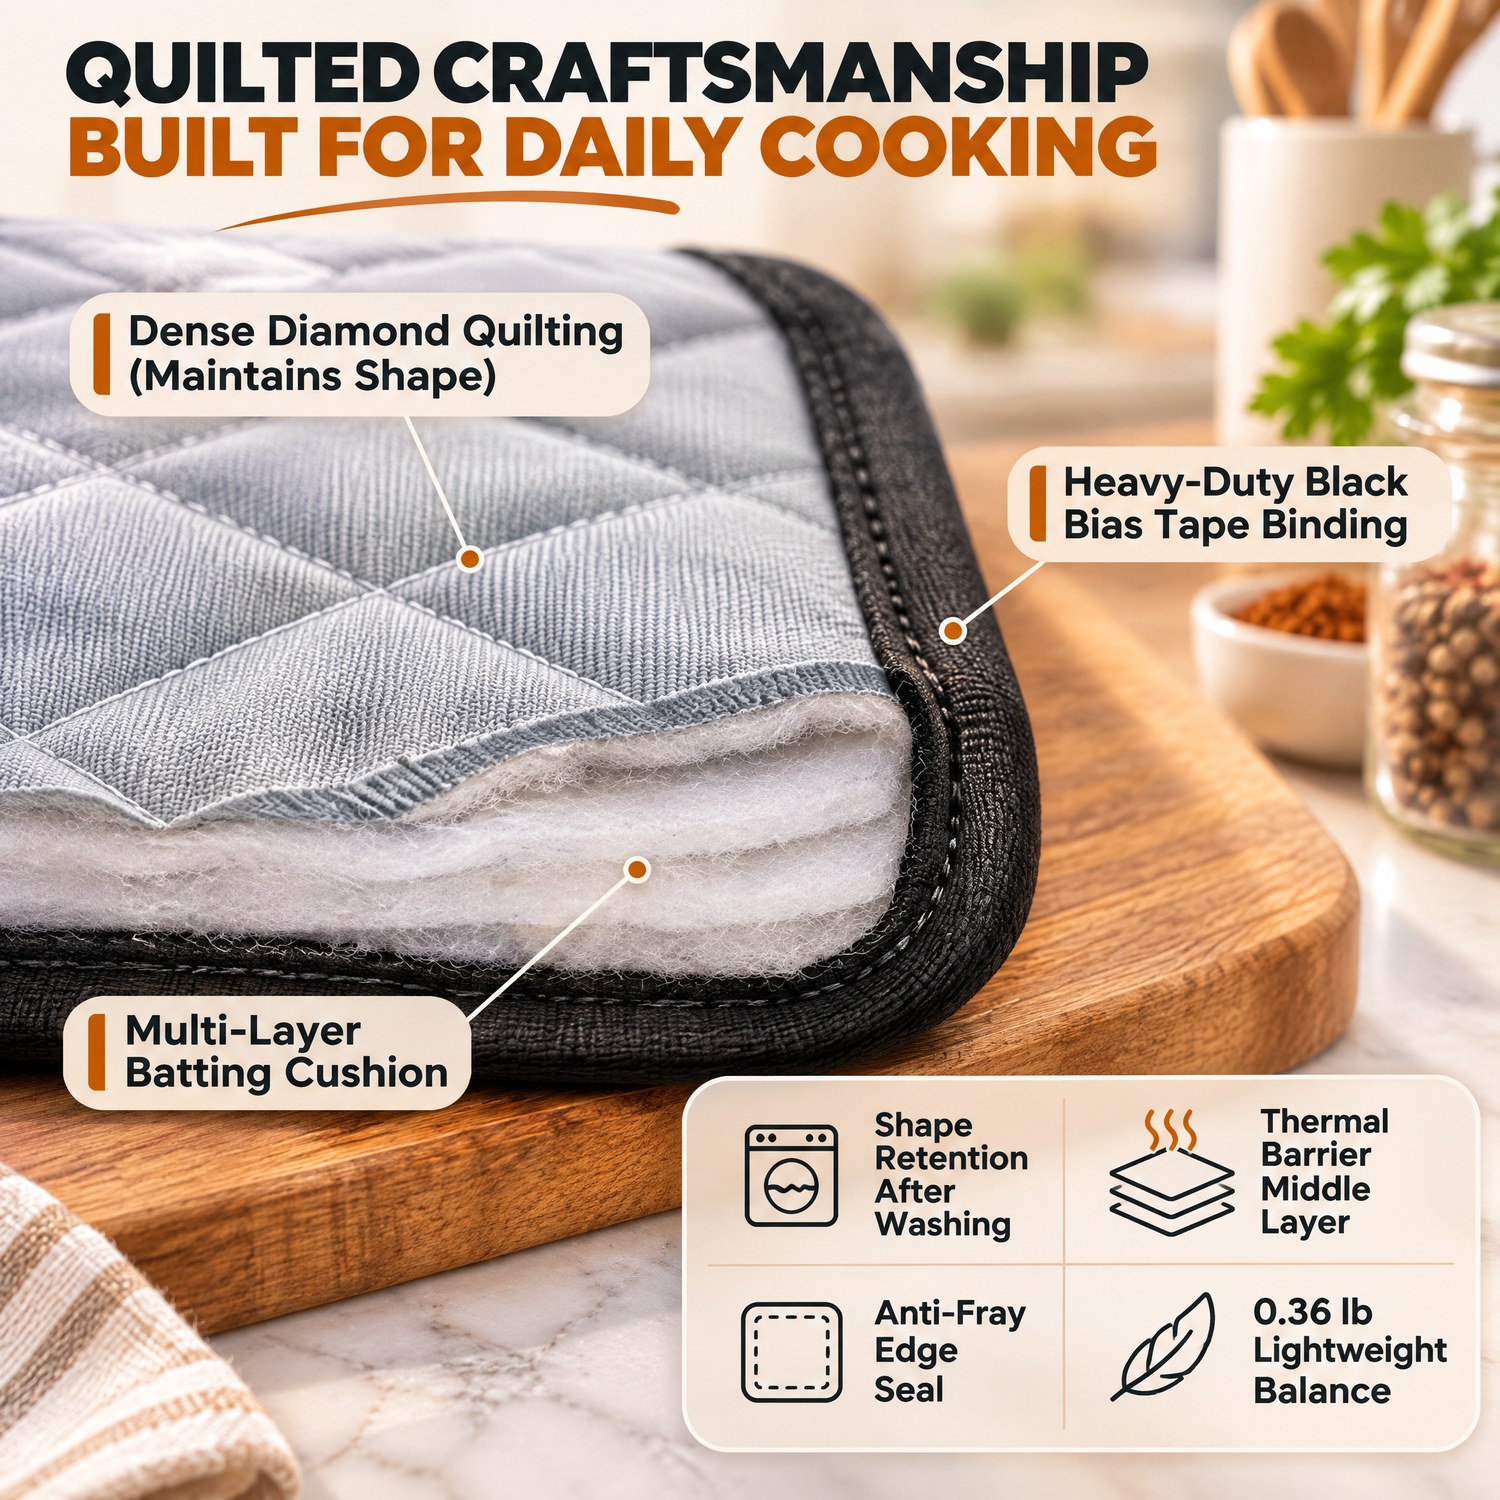 QUILTED CRAFTSMANSHIP
BUILT FOR DAILY COOKING
Dense Diamond Quilting
(Maintains Shape)
Heavy-Duty Black
Bias Tape Binding
Multi-Layer
Batting Cushion
Shape
Retention
After
Washing
Thermal
Barrier
Middle
Layer
Anti-Fray
Edge
Seal
0.36 lb
Lightweight
Balance